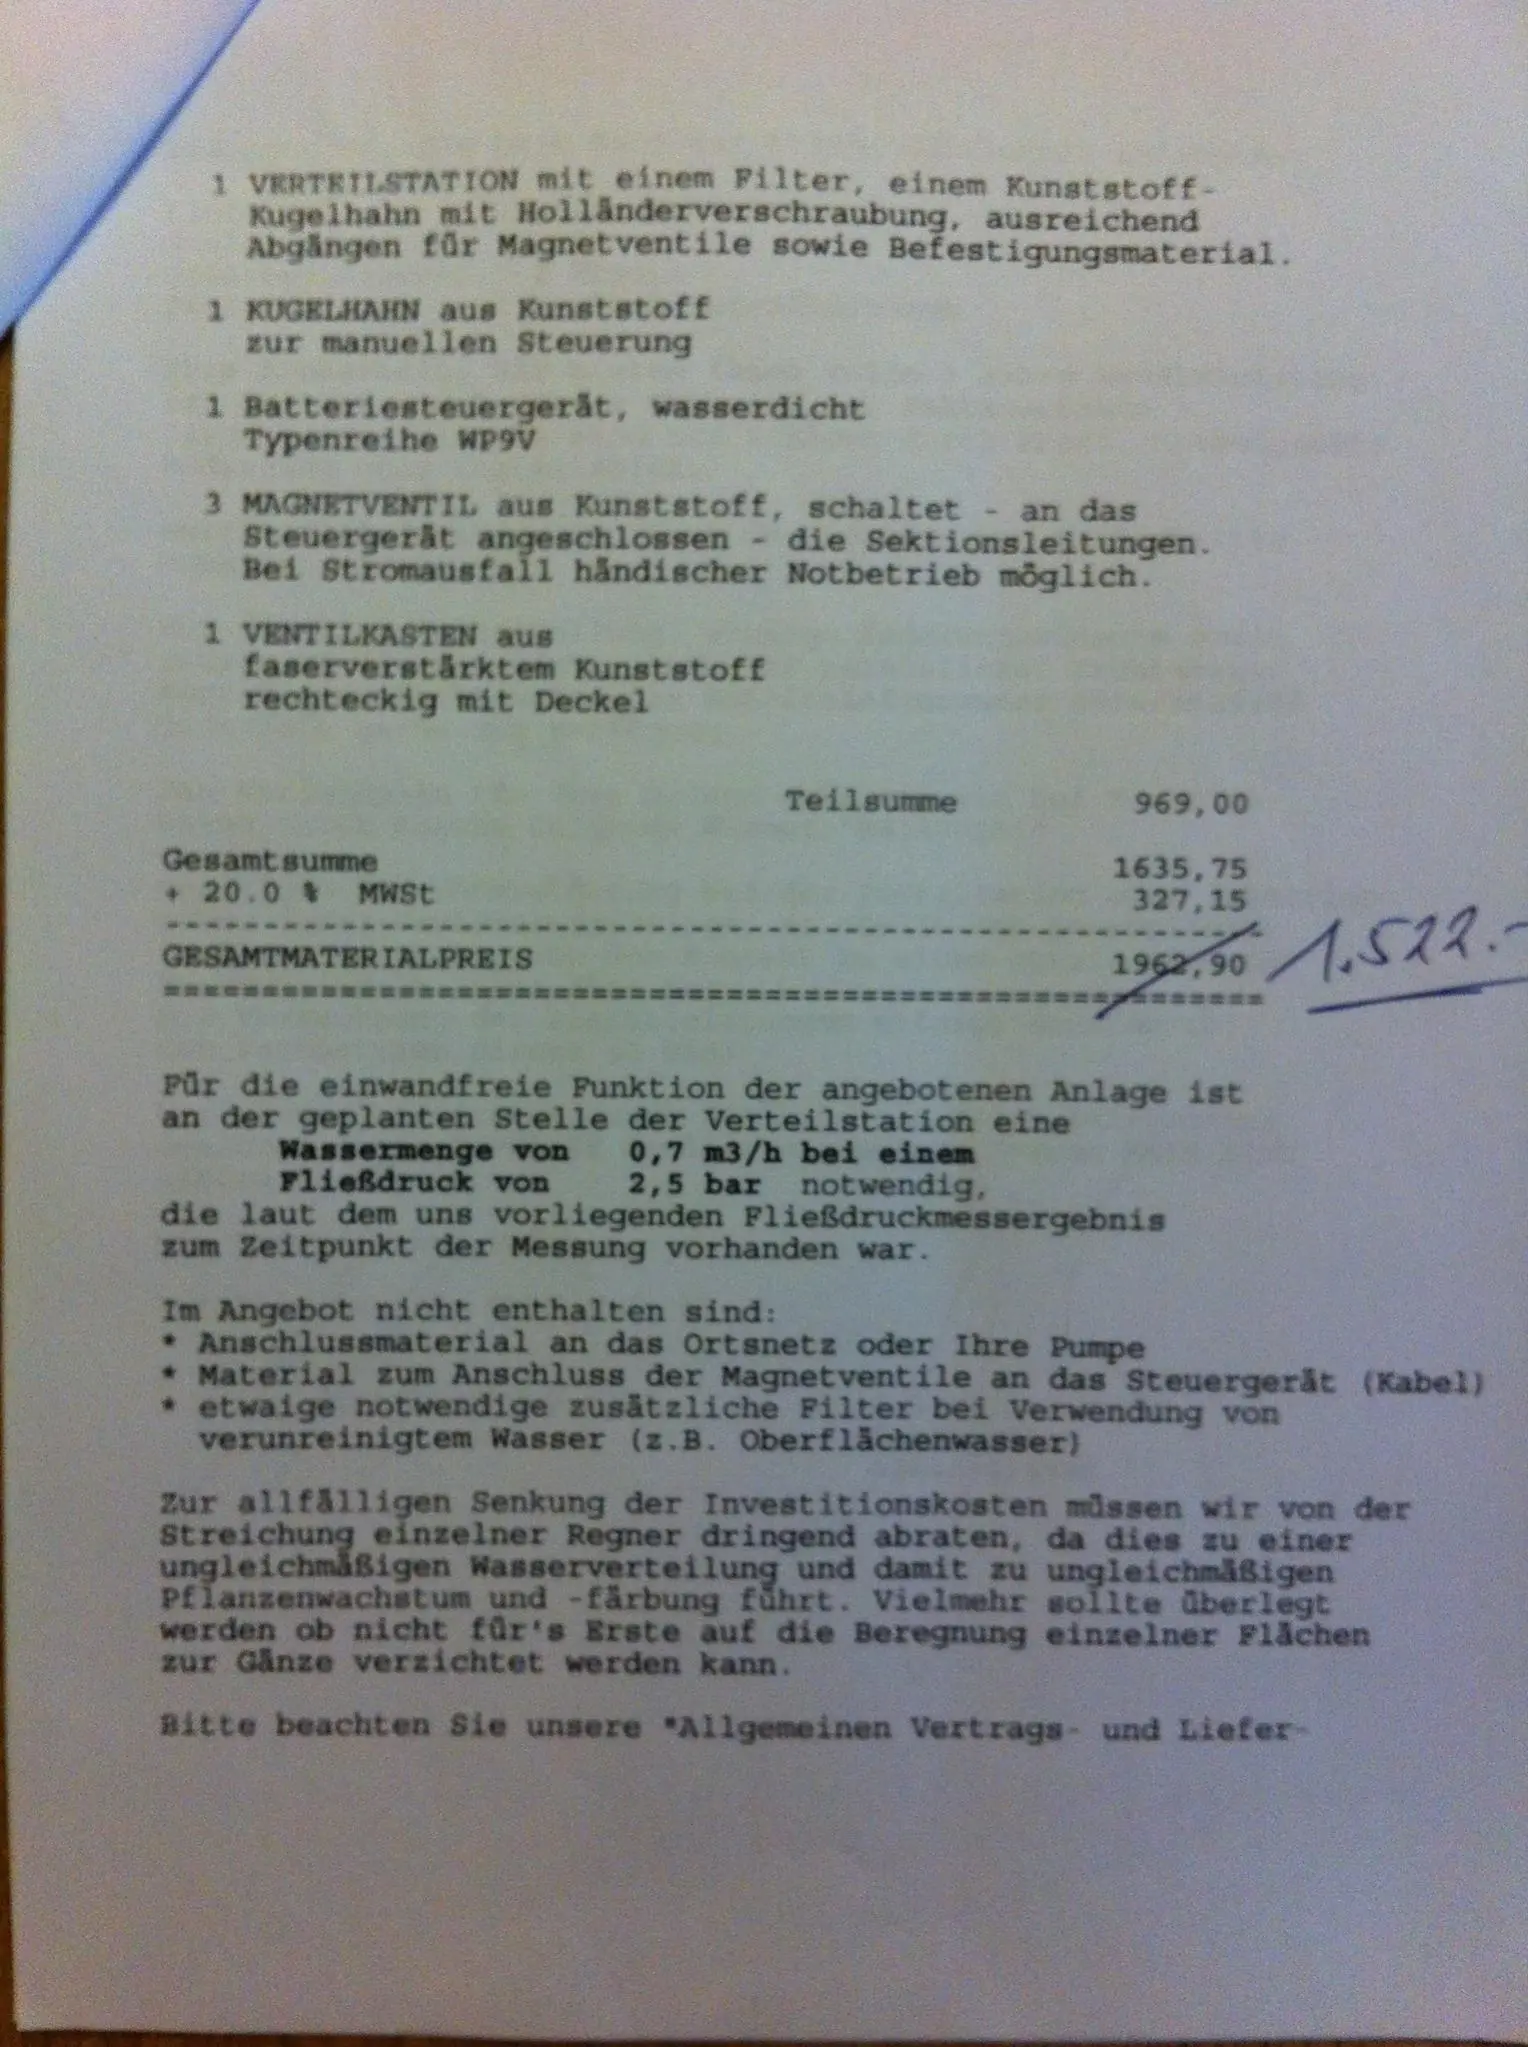 1 VERTEILSTATION mit einem Filter, einem Kunststoff-
Kugelhahn mit Holländerverschraubung, ausreichend
Abgängen für Magnetventile sowie Befestigungsmaterial.
1 KUGELHAHN aus Kunststoff
zur manuellen Steuerung
1 Batteriesteuergerät, wasserdicht
Typenreihe WP9V
3 MAGNETVENTIL aus Kunststoff, schaltet - an das
Steuergerät angeschlossen - die Sektionsleitungen.
Bei Stromausfall händischer Notbetrieb möglich.
1 VENTILKASTEN aus
faserverstärktem Kunststoff
rechteckig mit Deckel
Teilsumme 969,00
Gesamtsumme 1635,75
+ 20.0 % MWSt 327,15
------------------------------------------------
GESAMTMATERIALPREIS 1962,90 1.522.-
================================================
Für die einwandfreie Funktion der angebotenen Anlage ist
an der geplanten Stelle der Verteilstation eine
Wassermenge von 0,7 m3/h bei einem
Fließdruck von 2,5 bar notwendig,
die laut dem uns vorliegenden Fließdruckmessergebnis
zum Zeitpunkt der Messung vorhanden war.
Im Angebot nicht enthalten sind:
* Anschlussmaterial an das Ortsnetz oder Ihre Pumpe
* Material zum Anschluss der Magnetventile an das Steuergerät (Kabel)
* etwaige notwendige zusätzliche Filter bei Verwendung von
verunreinigtem Wasser (z.B. Oberflächenwasser)
Zur allfälligen Senkung der Investitionskosten müssen wir von der
Streichung einzelner Regner dringend abraten, da dies zu einer
ungleichmäßigen Wasserverteilung und damit zu ungleichmäßigen
Pflanzenwachstum und -färbung führt. Vielmehr sollte überlegt
werden ob nicht für's Erste auf die Beregnung einzelner Flächen
zur Gänze verzichtet werden kann.
Bitte beachten Sie unsere "Allgemeinen Vertrags- und Liefer-